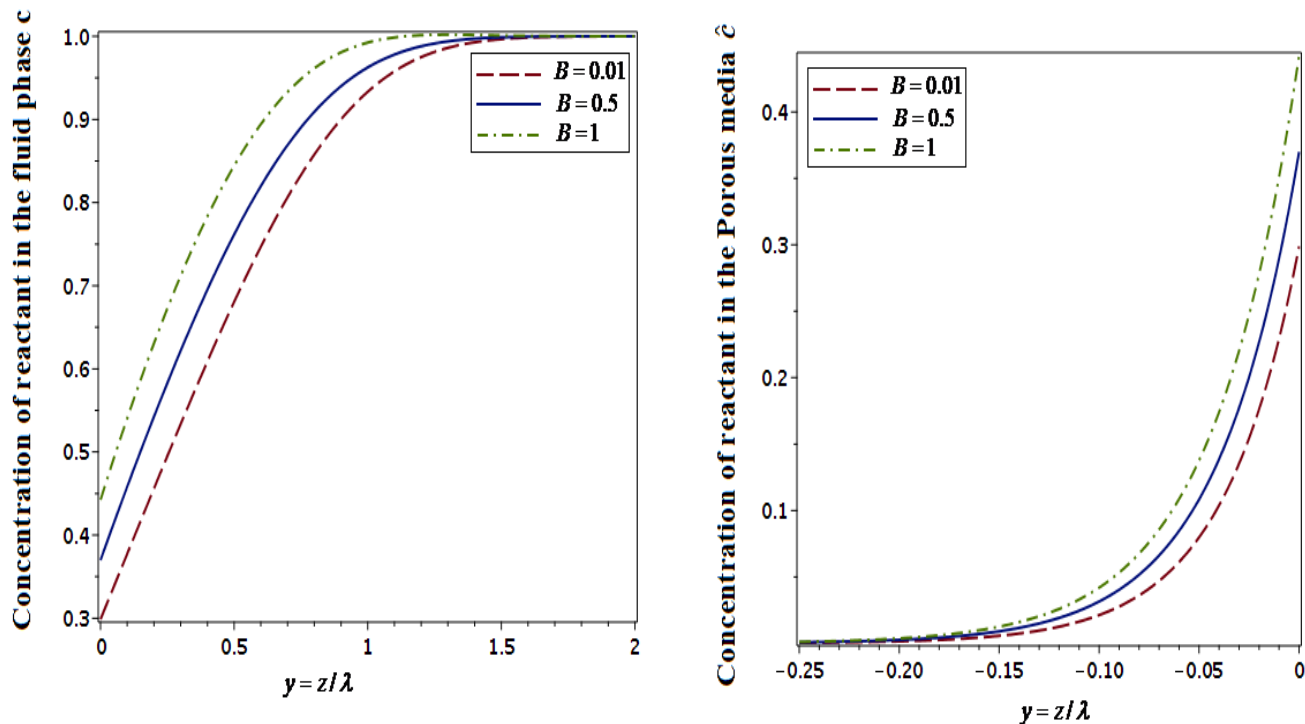 Concentration of reactant in the fluid phase c
1.0
0.9
0.8
0.7
0.6
0.5
0.4
0.3
B = 0.01
B = 0.5
B = 1
0
0.5
1
1.5
2
y = z/λ
Concentration of reactant in the Porous media ĉ
0.4
0.3
0.2
0.1
B = 0.01
B = 0.5
B = 1
−0.25
−0.20
−0.15
−0.10
−0.05
0
y = z/λ